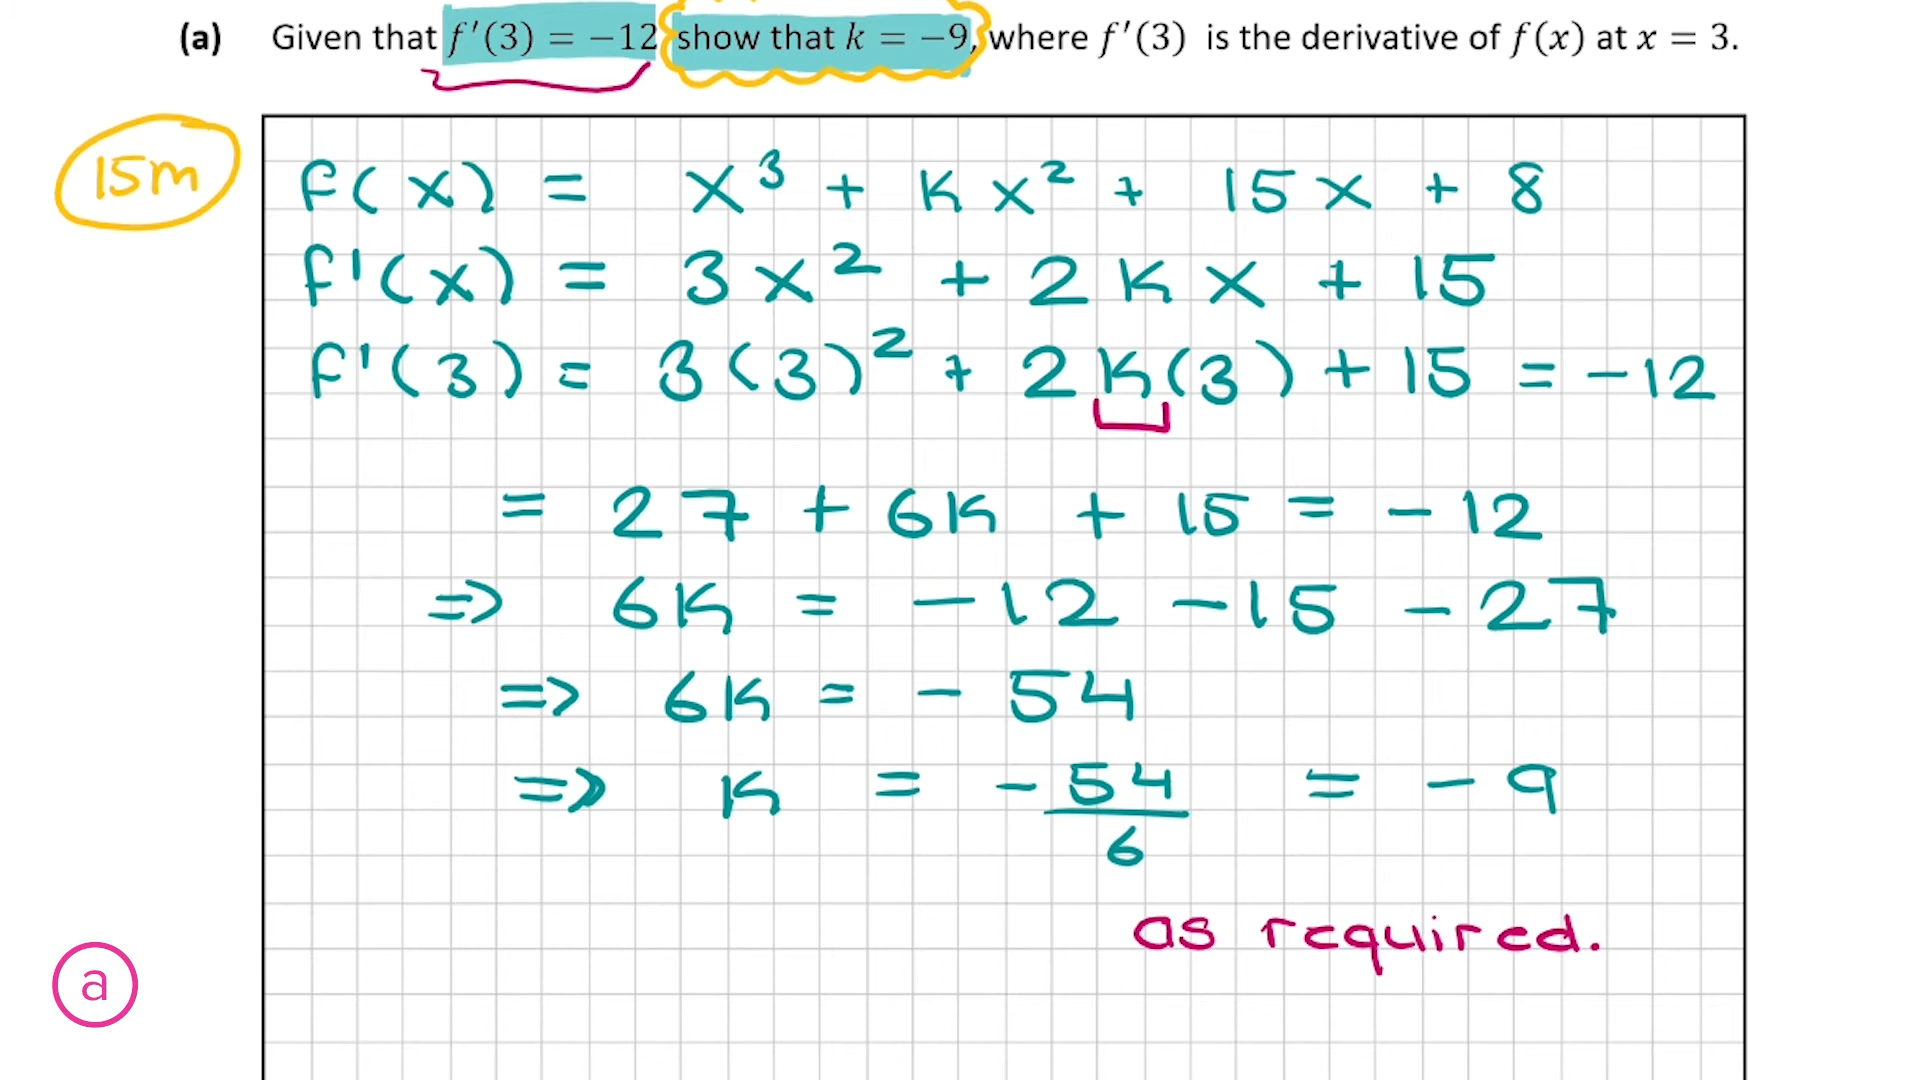 (a) Given that f′(3) = −12 show that k = −9, where f′(3) is the derivative of f(x) at x = 3.
15m
f(x) = x³ + kx² + 15x + 8
f'(x) = 3x² + 2kx + 15
f'(3) = 3(3)² + 2k(3) + 15 = −12
= 27 + 6k + 15 = −12
=> 6k = −12 −15 −27
=> 6k = −54
=> k = −54/6 = −9
as required.
a